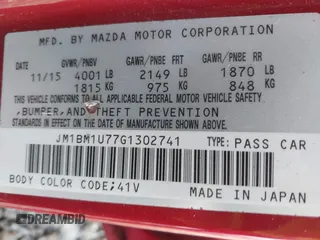 MFD. BY MAZDA MOTOR CORPORATION
GVWR/PNBV GAWR/PNBE FRT GAWR/PNBE RR
11/15 4001 LB 2149 LB 1870 LB
1815 KG 975 KG 848 KG
THIS VEHICLE CONFORMS TO ALL APPLICABLE FEDERAL MOTOR VEHICLE SAFETY
,BUMPER,AND THEFT PREVENTION
STANDARDS IN EFFECT ON THE DATE OF MANUFACTURE SHOWN ABOVE.
JM1BM1U77G1302741 TYPE: PASS CAR
BODY COLOR CODE;41V
MADE IN JAPAN
DREAMBID